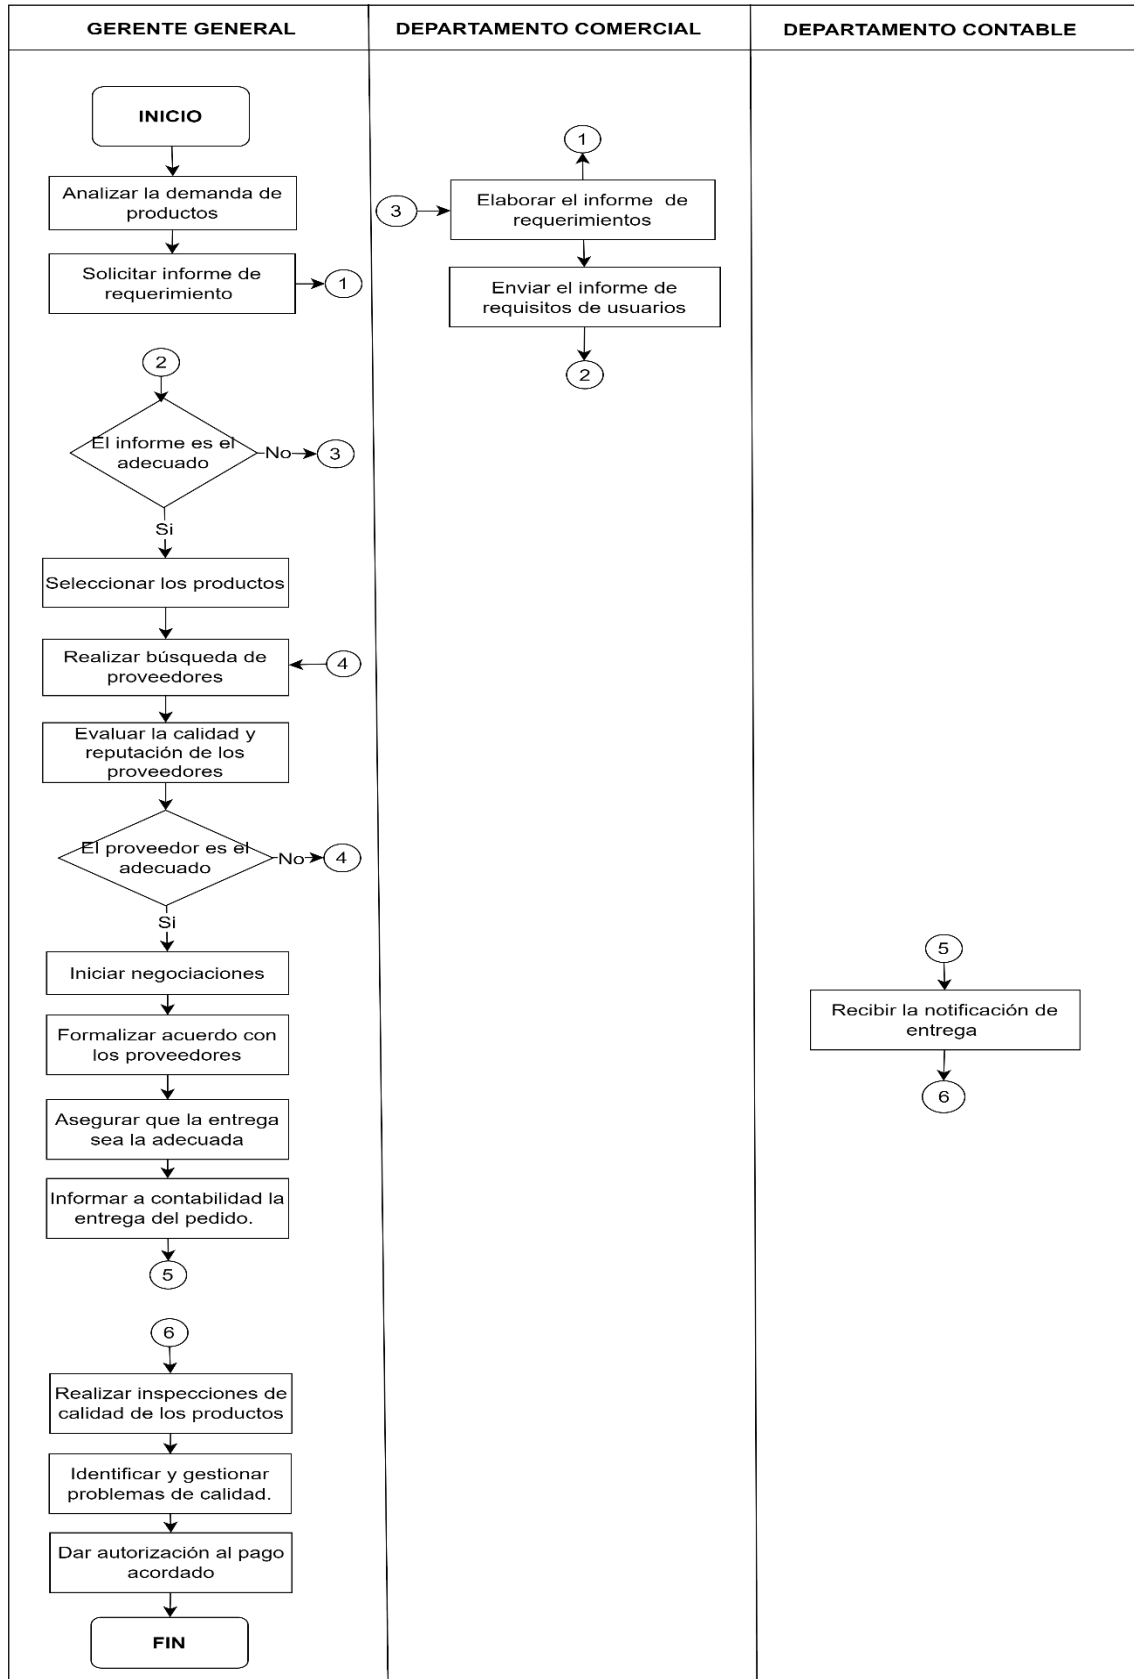 GERENTE GENERAL
DEPARTAMENTO COMERCIAL
DEPARTAMENTO CONTABLE
INICIO
Analizar la demanda de
productos
Solicitar informe de
requerimiento
1
2
El informe es el
adecuado
No
3
Si
Seleccionar los productos
Realizar búsqueda de
proveedores
4
Evaluar la calidad y
reputación de los
proveedores
El proveedor es el
adecuado
No
4
Si
Iniciar negociaciones
Formalizar acuerdo con
los proveedores
Asegurar que la entrega
sea la adecuada
Informar a contabilidad la
entrega del pedido.
5
6
Realizar inspecciones de
calidad de los productos
Identificar y gestionar
problemas de calidad.
Dar autorización al pago
acordado
FIN
1
3
Elaborar el informe de
requerimientos
Enviar el informe de
requisitos de usuarios
2
5
Recibir la notificación de
entrega
6